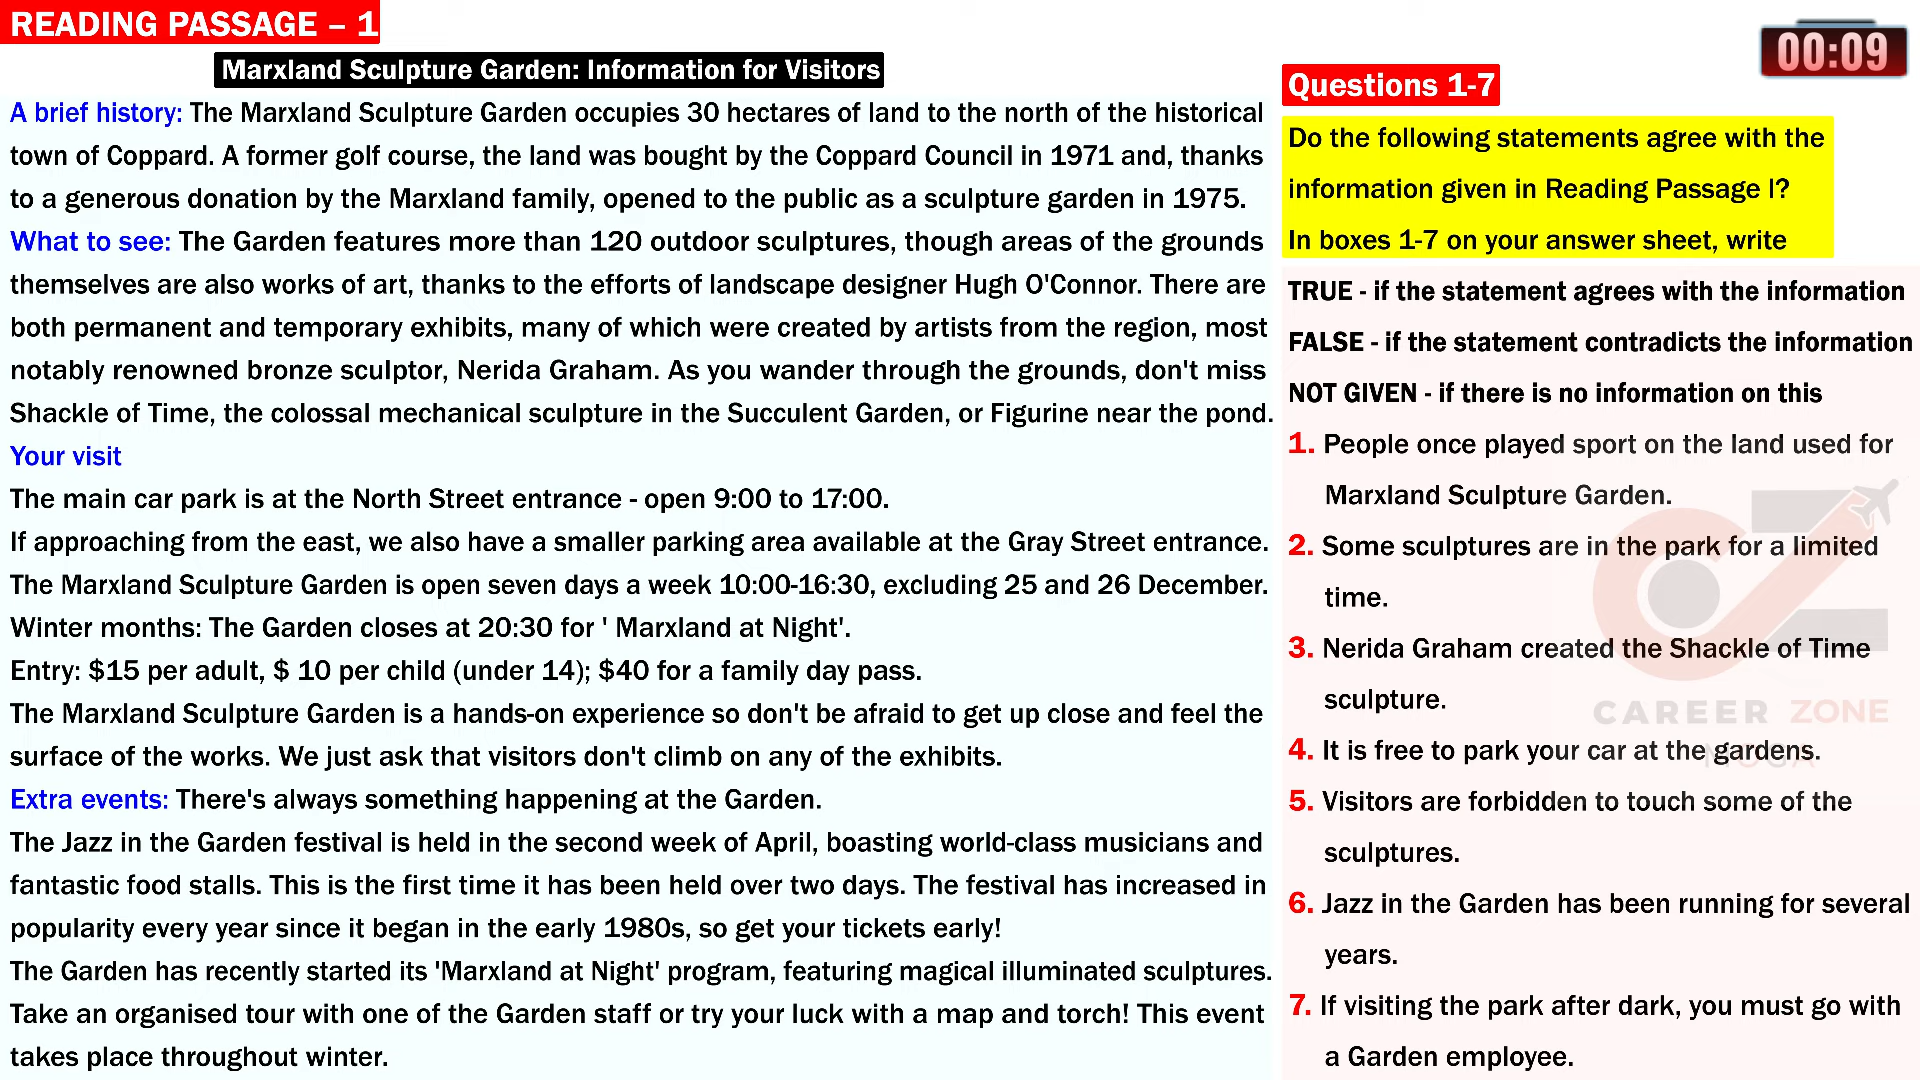 READING PASSAGE – 1
00:09
Marxland Sculpture Garden: Information for Visitors
A brief history: The Marxland Sculpture Garden occupies 30 hectares of land to the north of the historical
town of Coppard. A former golf course, the land was bought by the Coppard Council in 1971 and, thanks
to a generous donation by the Marxland family, opened to the public as a sculpture garden in 1975.
What to see: The Garden features more than 120 outdoor sculptures, though areas of the grounds
themselves are also works of art, thanks to the efforts of landscape designer Hugh O'Connor. There are
both permanent and temporary exhibits, many of which were created by artists from the region, most
notably renowned bronze sculptor, Nerida Graham. As you wander through the grounds, don't miss
Shackle of Time, the colossal mechanical sculpture in the Succulent Garden, or Figurine near the pond.
Your visit
The main car park is at the North Street entrance - open 9:00 to 17:00.
If approaching from the east, we also have a smaller parking area available at the Gray Street entrance.
The Marxland Sculpture Garden is open seven days a week 10:00-16:30, excluding 25 and 26 December.
Winter months: The Garden closes at 20:30 for ' Marxland at Night'.
Entry: $15 per adult, $ 10 per child (under 14); $40 for a family day pass.
The Marxland Sculpture Garden is a hands-on experience so don't be afraid to get up close and feel the
surface of the works. We just ask that visitors don't climb on any of the exhibits.
Extra events: There's always something happening at the Garden.
The Jazz in the Garden festival is held in the second week of April, boasting world-class musicians and
fantastic food stalls. This is the first time it has been held over two days. The festival has increased in
popularity every year since it began in the early 1980s, so get your tickets early!
The Garden has recently started its 'Marxland at Night' program, featuring magical illuminated sculptures.
Take an organised tour with one of the Garden staff or try your luck with a map and torch! This event
takes place throughout winter.
Questions 1-7
Do the following statements agree with the
information given in Reading Passage I?
In boxes 1-7 on your answer sheet, write
TRUE - if the statement agrees with the information
FALSE - if the statement contradicts the information
NOT GIVEN - if there is no information on this
1. People once played sport on the land used for
Marxland Sculpture Garden.
2. Some sculptures are in the park for a limited
time.
3. Nerida Graham created the Shackle of Time
sculpture.
CAREER ZONE
MOGA
4. It is free to park your car at the gardens.
5. Visitors are forbidden to touch some of the
sculptures.
6. Jazz in the Garden has been running for several
years.
7. If visiting the park after dark, you must go with
a Garden employee.